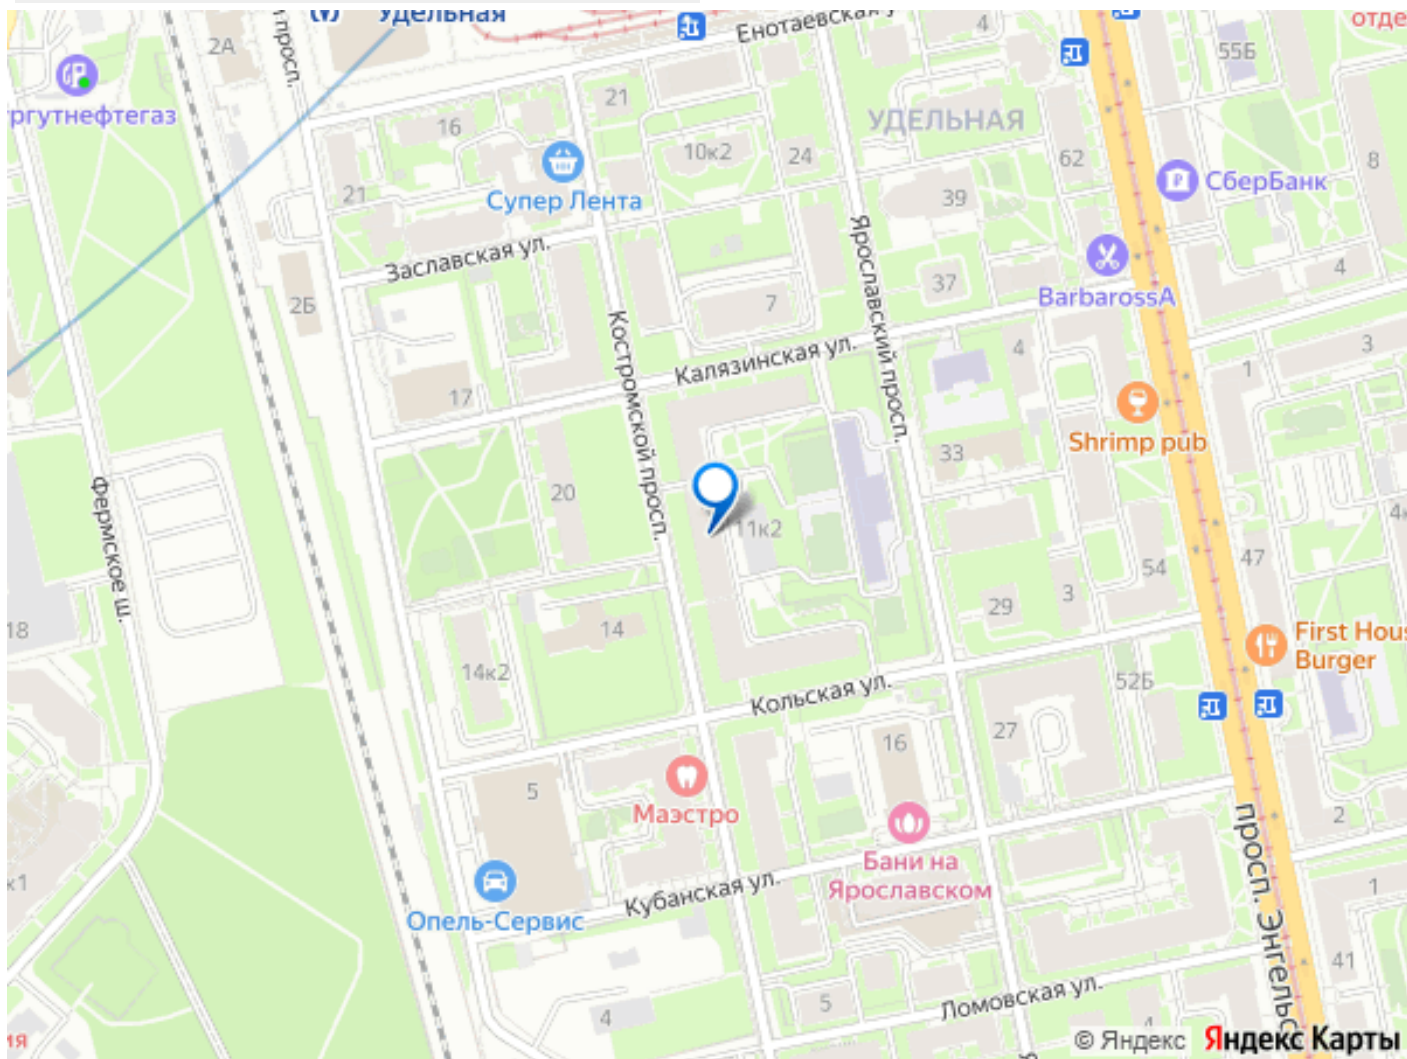 Удельная
Енотаевская у
4
отде
просп.
2А
55Б
ргутнефтегаз
21
16
УДЕЛЬНАЯ
10к2
24
62
8
СберБанк
21
Супер Лента
39
Заславская ул.
Ярославский просп.
2Б
37
4
BarbarossA
7
Костромской просп.
Калязинская ул.
4
3
1
17
Shrimp pub
33
20
Фермское ш.
11к2
4к
54
47
3
29
18
14
First Hous
Burger
14к2
52Б
Кольская ул.
27
16
5
Маэстро
2
просп. Энгельс
Бани на
Ярославском
к1
Кубанская ул.
1
Опель-Сервис
41
5
Ломовская ул.
4
4
ия
© Яндекс Яндекс Карты